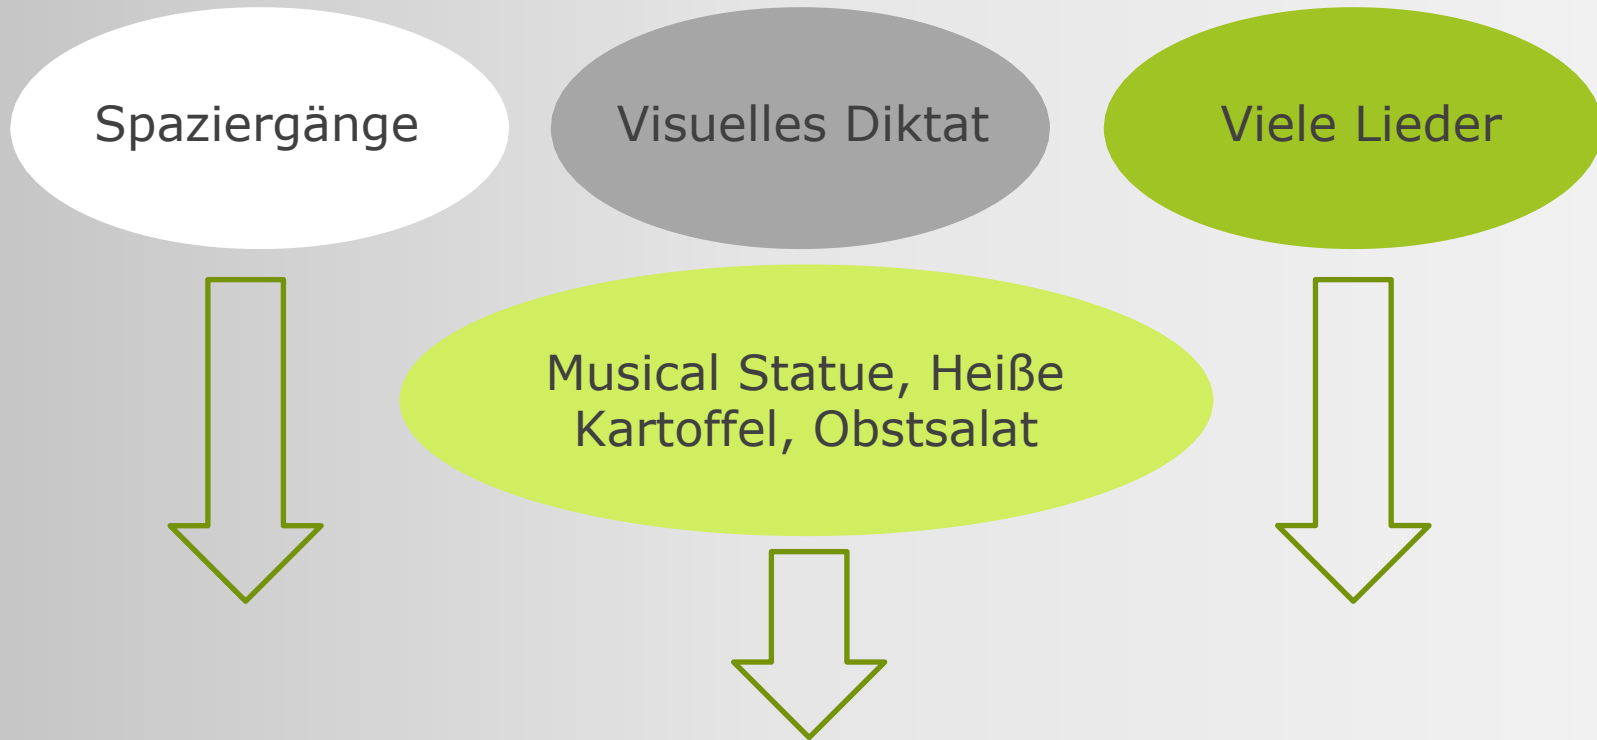 Spaziergänge
Visuelles Diktat
Viele Lieder
Musical Statue, Heiße
Kartoffel, Obstsalat